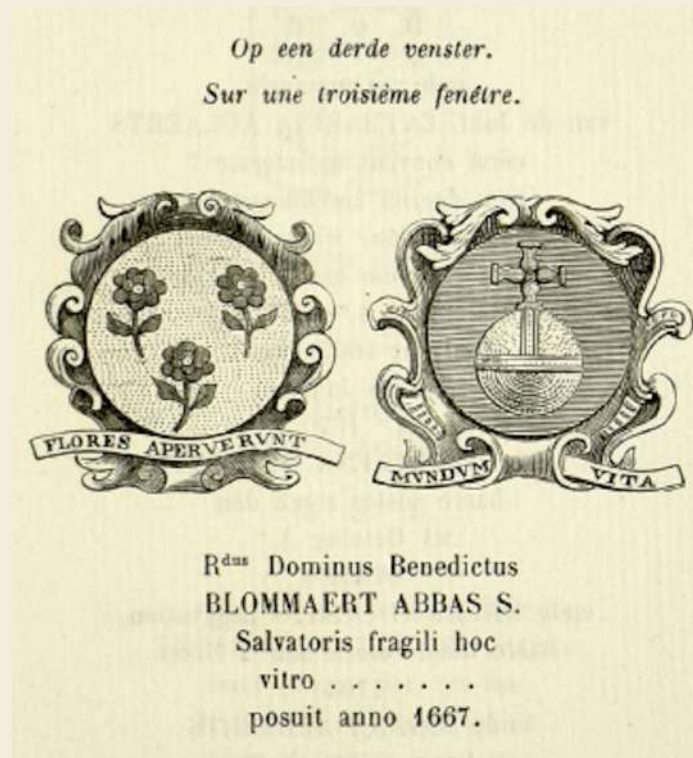 Op een derde venster.
Sur une troisième fenêtre.
FLORES APERVERVNT
MVNDVM VITA
R^dus Dominus Benedictus
BLOMMAERT ABBAS S.
Salvatoris fragili hoc
vitro . . . . . . .
posuit anno 1667.